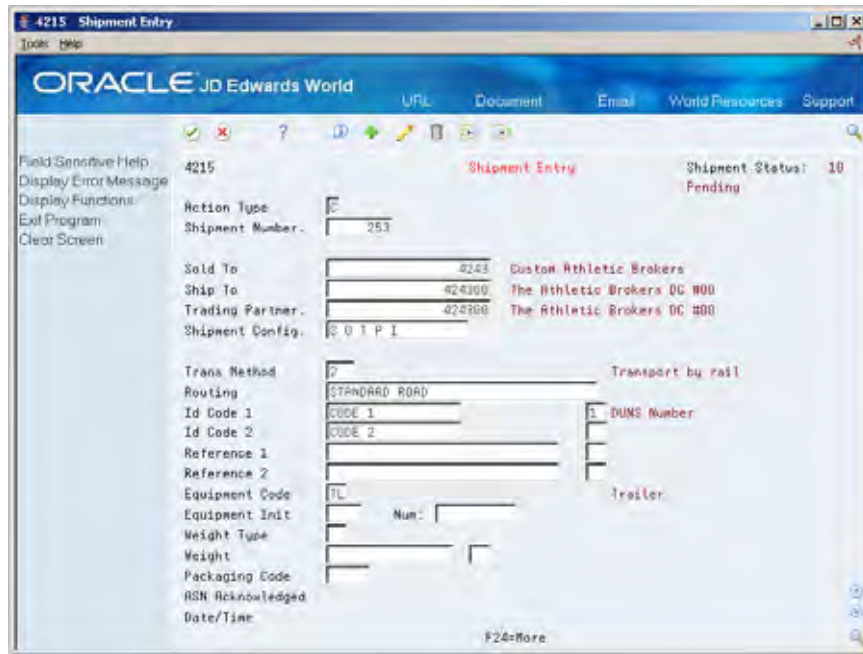 4215 Shipment Entry
Tools Help
ORACLE JD Edwards World
URL Document Email World Resources Support
Field Sensitive Help
Display Error Message
Display Functions
Exit Program
Clear Screen
4215 Shipment Entry Shipment Status: 10
Pending
Action Type C
Shipment Number. 253
Sold To 4243 Custom Athletic Brokers
Ship To 424300 The Athletic Brokers DC #00
Trading Partner. 424300 The Athletic Brokers DC #00
Shipment Config. S O T P I
Trans Method 2 Transport by rail
Routing STANDARD ROAD
Id Code 1 CODE 1 1 DUNS Number
Id Code 2 CODE 2
Reference 1
Reference 2
Equipment Code TL Trailer
Equipment Init Num:
Weight Type
Weight
Packaging Code
ASN Acknowledged
Date/Time
F24=More